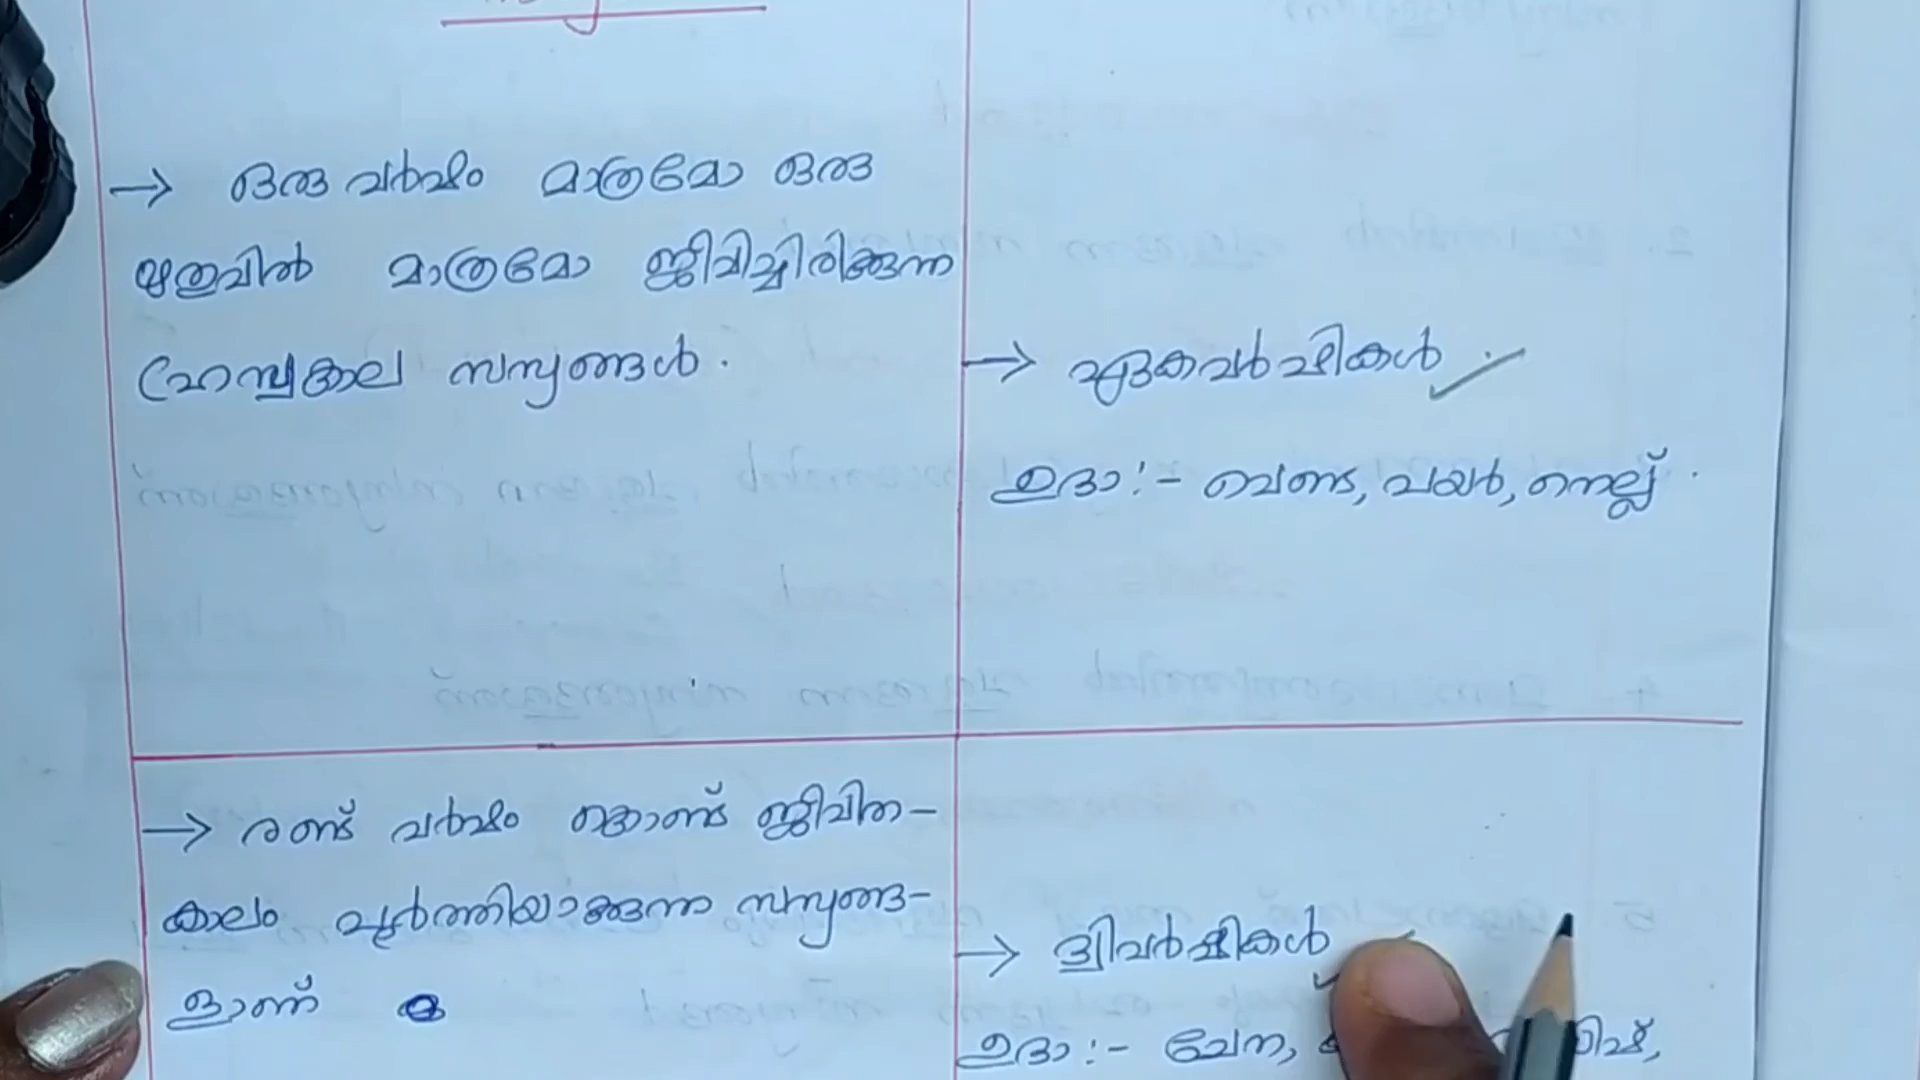 → ഒരു വർഷം മാത്രമോ ഒരു
ഋതുവിൽ മാത്രമോ ജീവിച്ചിരിക്കുന്ന
ഹ്രസ്വകാല സസ്യങ്ങൾ.
→ ഏകവർഷികൾ
ഉദാ:- വെണ്ട, പയർ, നെല്ല്.
→ രണ്ട് വർഷം കൊണ്ട് ജീവിത-
കാലം പൂർത്തിയാക്കുന്ന സസ്യങ്ങ-
ളാണ്
→ ദ്വിവർഷികൾ
ഉദാ:- ചേന,